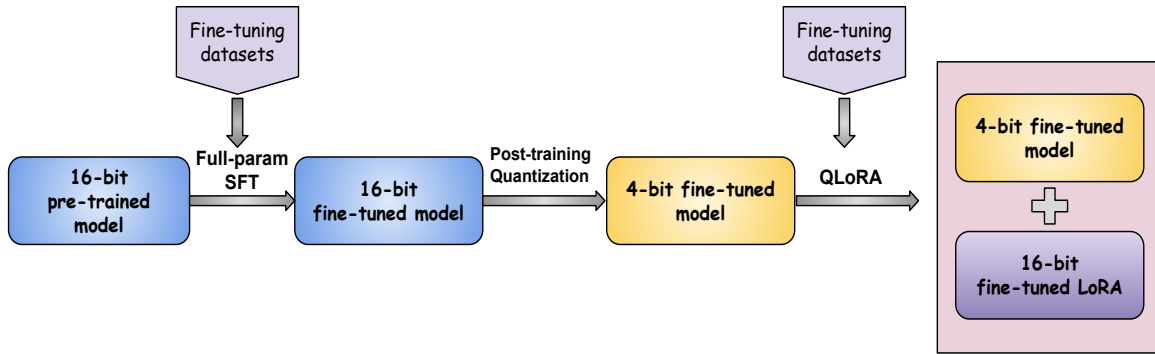 Fine-tuning
datasets
Fine-tuning
datasets
16-bit
pre-trained
model
Full-param
SFT
16-bit
fine-tuned model
Post-training
Quantization
4-bit fine-tuned
model
QLoRA
4-bit fine-tuned
model
16-bit
fine-tuned LoRA